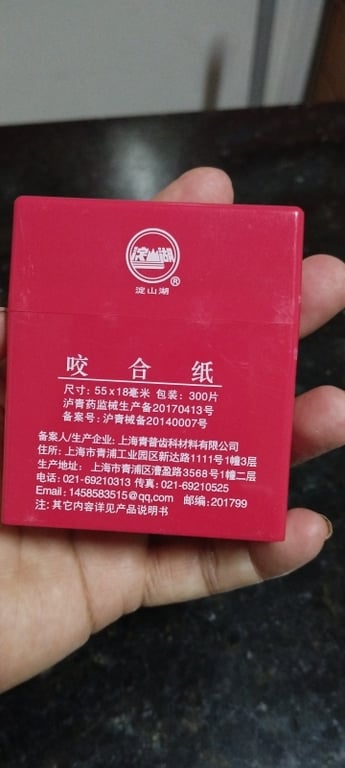 淀山湖
®
淀山湖
咬合纸
尺寸: 55x18毫米 包装: 300片
沪青药监械生产备20170413号
备案号: 沪青械备20140007号
备案人/生产企业: 上海青普齿科材料有限公司
住所: 上海市青浦工业园区新达路1111号1幢3层
生产地址: 上海市青浦区漕盈路3568号1幢二层
电话: 021-69210313 传真: 021-69210525
Email: 1458583515@qq.com 邮编: 201799
注: 其它内容详见产品说明书